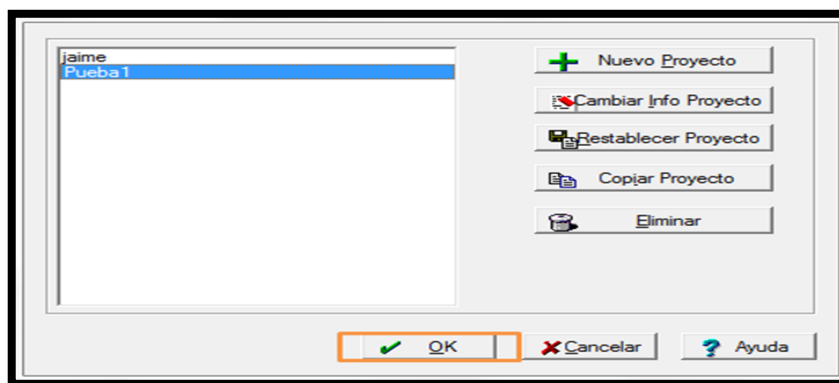 jaime
Pueba1
Nuevo Proyecto
Cambiar Info Proyecto
Restablecer Proyecto
Copiar Proyecto
Eliminar
OK
Cancelar
Ayuda